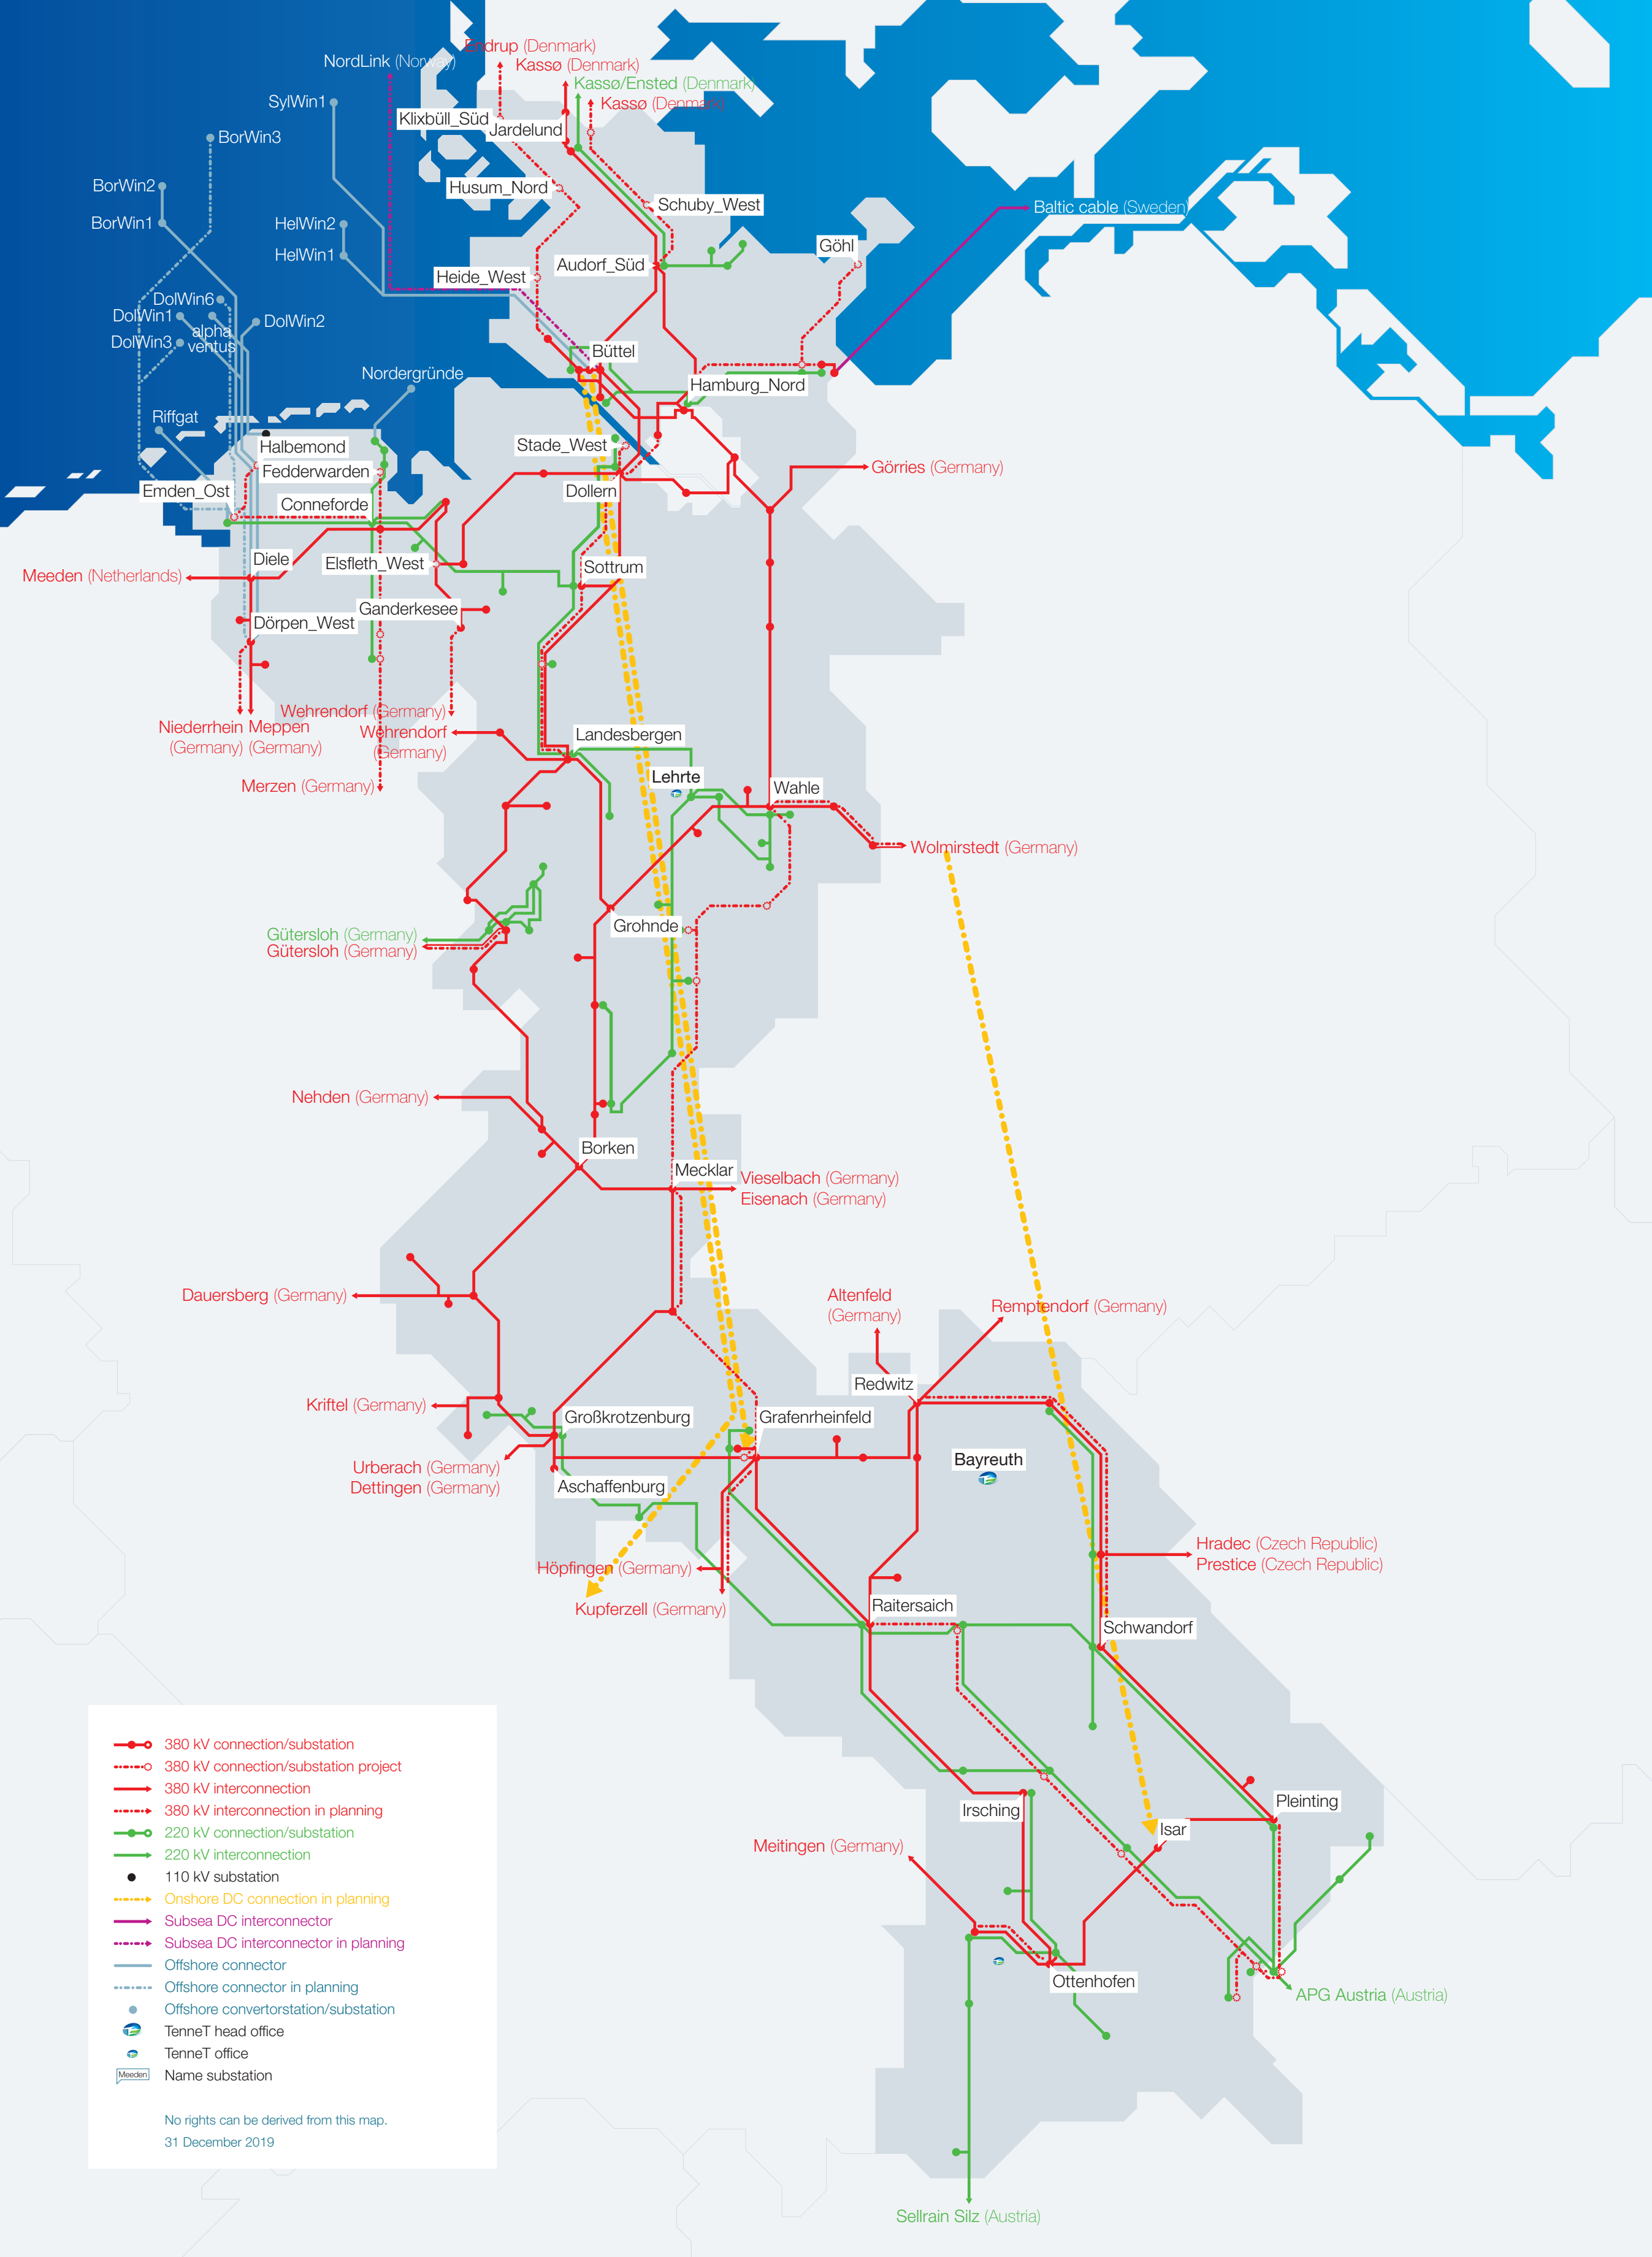 Endrup (Denmark)
NordLink (Norway)
Kassø (Denmark)
Kassø/Ensted (Denmark)
SylWin1
Kassø (Denmark)
Klixbüll_Süd
Jardelund
BorWin3
BorWin2
Husum_Nord
Schuby_West
Baltic cable (Sweden)
BorWin1
HelWin2
Göhl
HelWin1
Audorf_Süd
Heide_West
DolWin6
DolWin1
DolWin2
alpha
ventus
DolWin3
Büttel
Nordergründe
Hamburg_Nord
Riffgat
Halbemond
Stade_West
Fedderwarden
Görries (Germany)
Emden_Ost
Dollern
Conneforde
Diele
Elsfleth_West
Sottrum
Meeden (Netherlands)
Ganderkesee
Dörpen_West
Wehrendorf (Germany)
Niederrhein
(Germany)
Meppen
(Germany)
Wehrendorf
(Germany)
Landesbergen
Merzen (Germany)
Lehrte
Wahle
Wolmirstedt (Germany)
Grohnde
Gütersloh (Germany)
Gütersloh (Germany)
Nehden (Germany)
Borken
Mecklar
Vieselbach (Germany)
Eisenach (Germany)
Dauersberg (Germany)
Altenfeld
(Germany)
Remptendorf (Germany)
Redwitz
Kriftel (Germany)
Großkrotzenburg
Grafenrheinfeld
Bayreuth
Urberach (Germany)
Dettingen (Germany)
Aschaffenburg
Hradec (Czech Republic)
Prestice (Czech Republic)
Höpfingen (Germany)
Kupferzell (Germany)
Raitersaich
Schwandorf
Pleinting
Irsching
Isar
Meitingen (Germany)
Ottenhofen
APG Austria (Austria)
Sellrain Silz (Austria)
380 kV connection/substation
380 kV connection/substation project
380 kV interconnection
380 kV interconnection in planning
220 kV connection/substation
220 kV interconnection
110 kV substation
Onshore DC connection in planning
Subsea DC interconnector
Subsea DC interconnector in planning
Offshore connector
Offshore connector in planning
Offshore convertorstation/substation
TenneT head office
TenneT office
Meeden
Name substation
No rights can be derived from this map.
31 December 2019